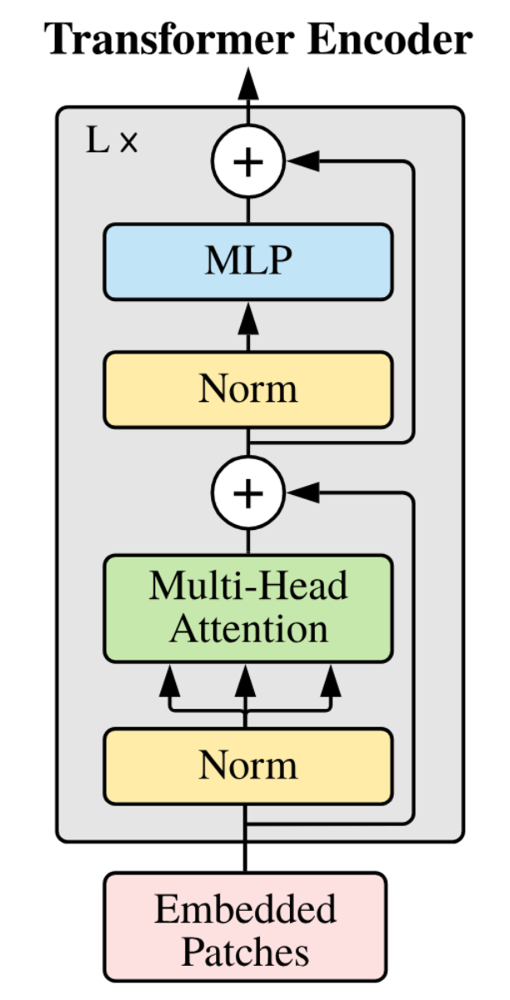 Transformer Encoder
L ×
+
MLP
Norm
+
Multi-Head
Attention
Norm
Embedded
Patches